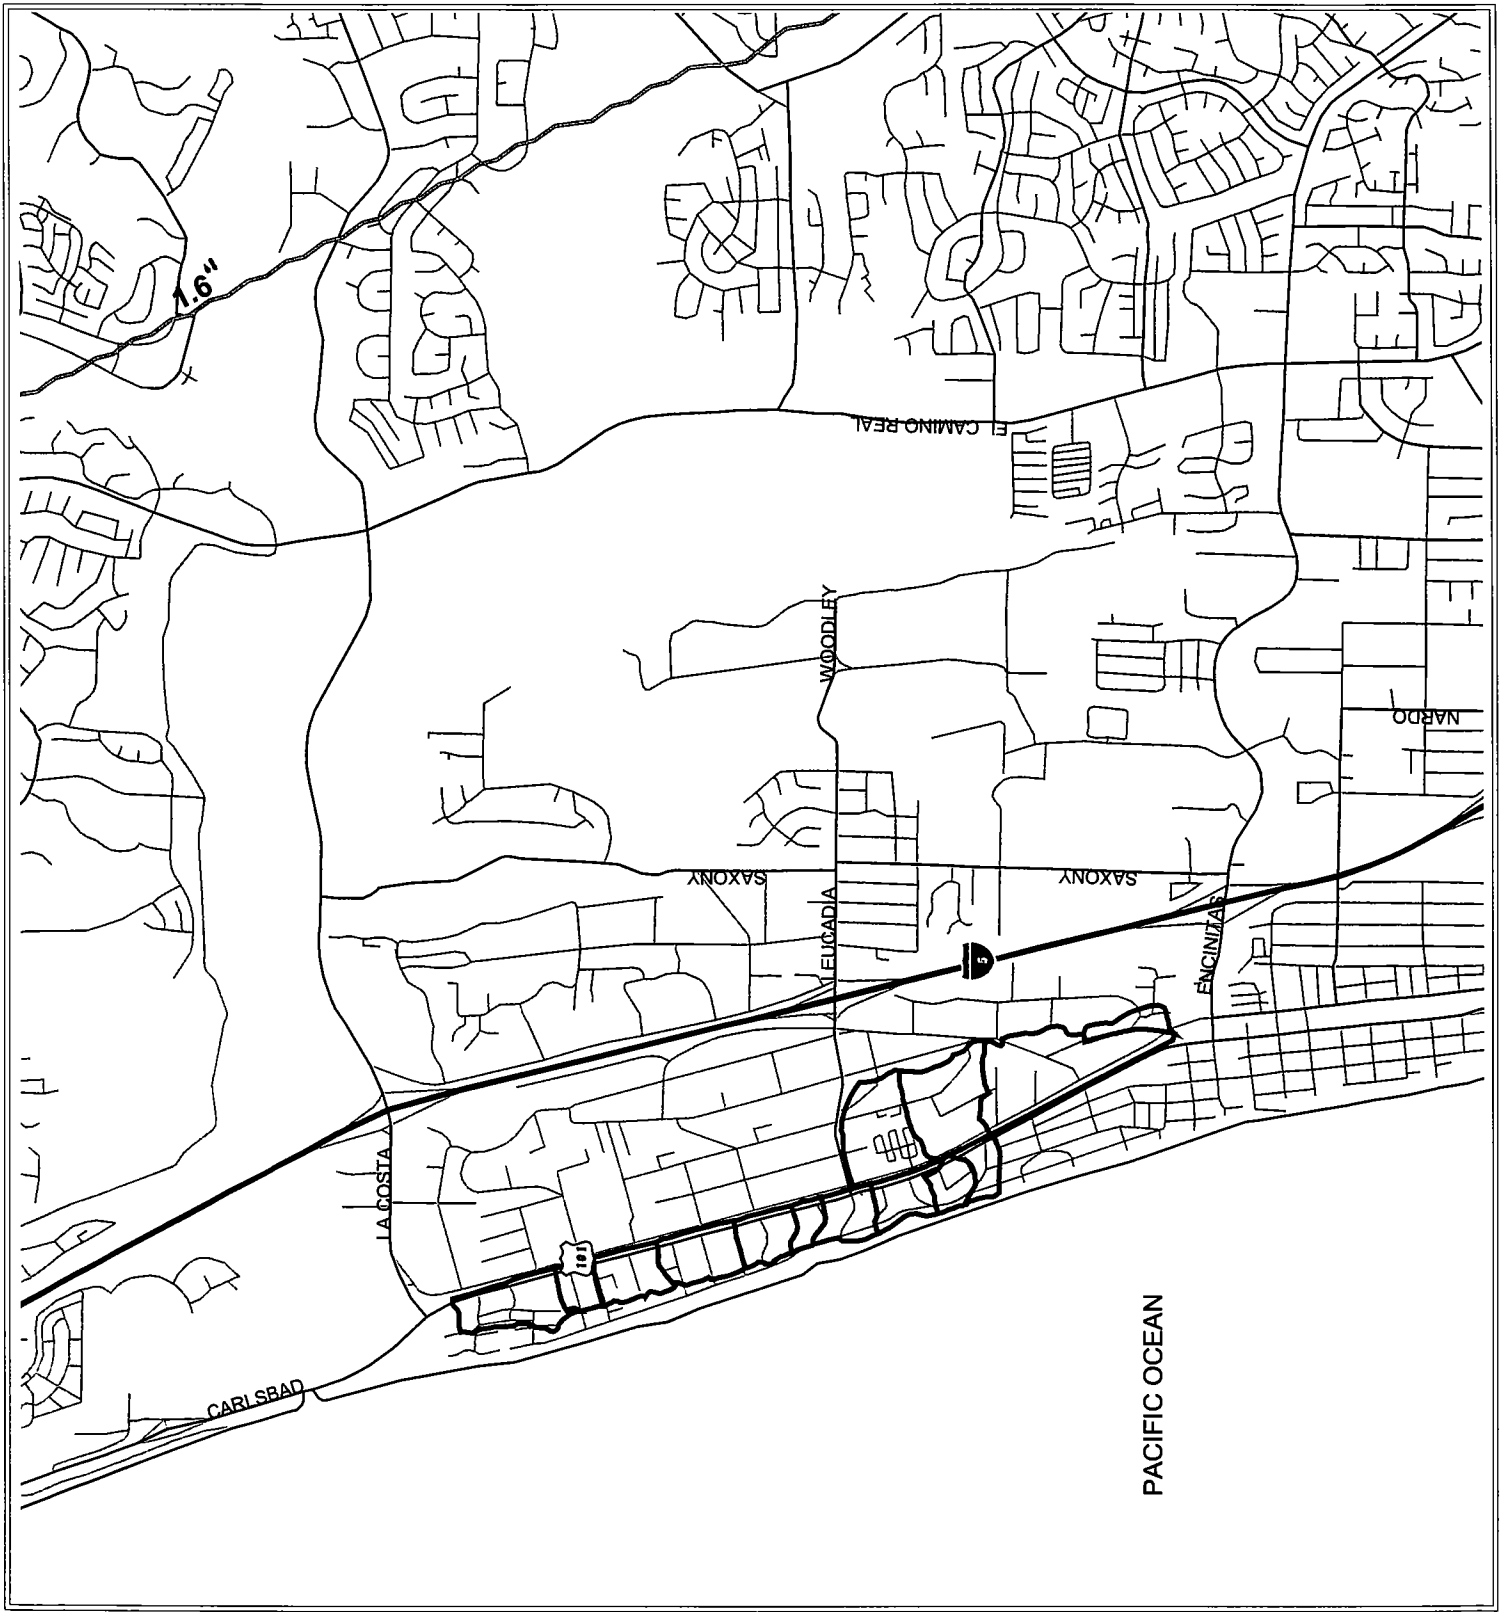 1.6"
EL CAMINO REAL
WOODLEY
NARDO
SAXONY
SAXONY
LEUCADIA
5
ENCINITAS
LA COSTA
101
CARLSBAD
PACIFIC OCEAN